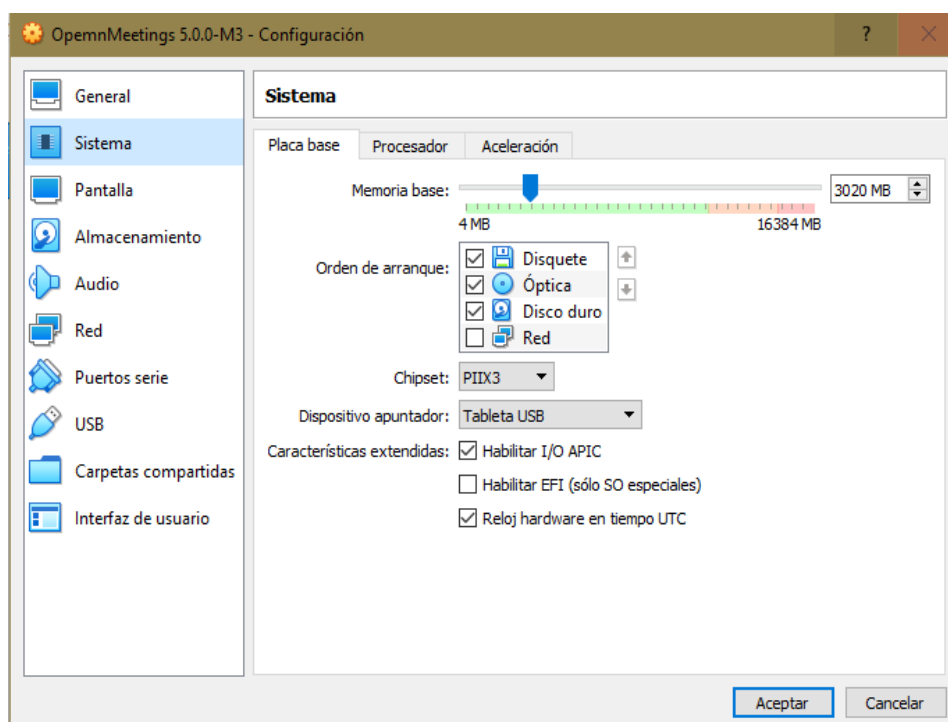 OpemnMeetings 5.0.0-M3 - Configuración
?
General
Sistema
Pantalla
Almacenamiento
Audio
Red
Puertos serie
USB
Carpetas compartidas
Interfaz de usuario
Sistema
Placa base Procesador Aceleración
Memoria base: 3020 MB
4 MB 16384 MB
Orden de arranque: Disquete
Óptica
Disco duro
Red
Chipset: PIIX3
Dispositivo apuntador: Tableta USB
Características extendidas: Habilitar I/O APIC
Habilitar EFI (sólo SO especiales)
Reloj hardware en tiempo UTC
Aceptar Cancelar